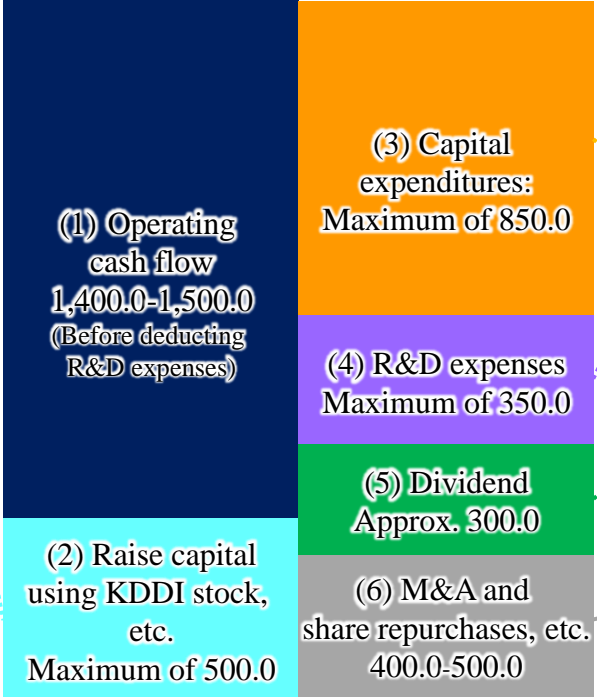 (1) Operating
cash flow
1,400.0-1,500.0
(Before deducting
R&D expenses)
(2) Raise capital
using KDDI stock,
etc.
Maximum of 500.0
(3) Capital
expenditures:
Maximum of 850.0
(4) R&D expenses
Maximum of 350.0
(5) Dividend
Approx. 300.0
(6) M&A and
share repurchases, etc.
400.0-500.0